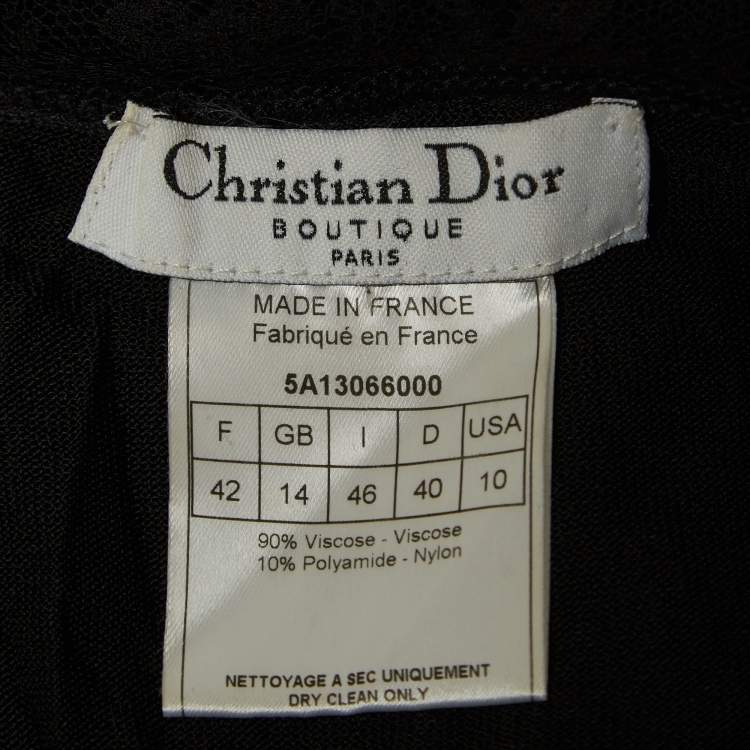 Christian Dior
BOUTIQUE
PARIS
MADE IN FRANCE
Fabriqué en France
5A13066000
F GB I D USA
42 14 46 40 10
90% Viscose - Viscose
10% Polyamide - Nylon
NETTOYAGE A SEC UNIQUEMENT
DRY CLEAN ONLY